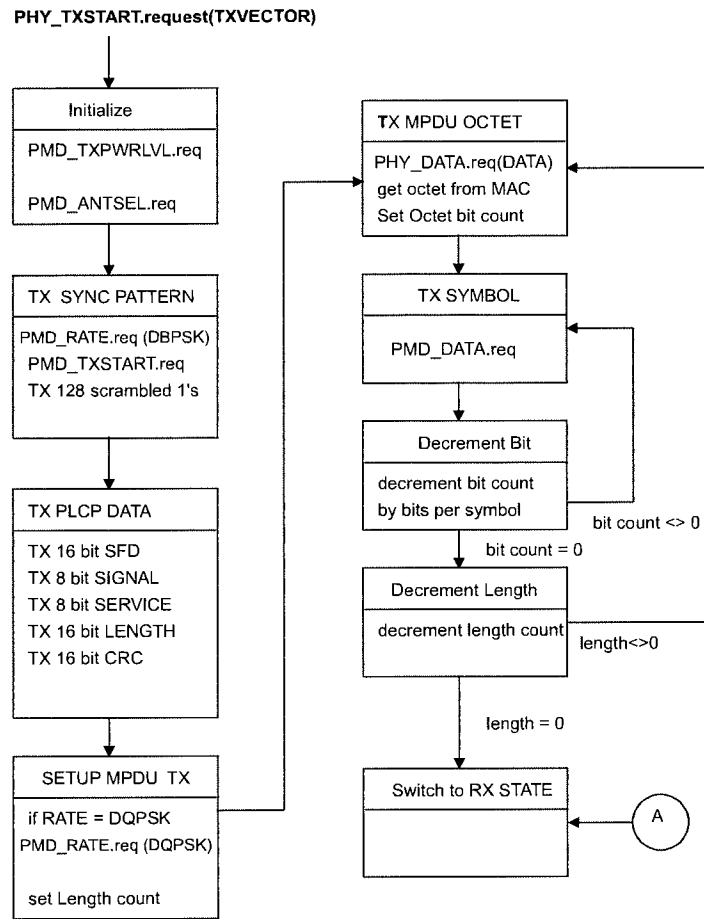 PHY_TXSTART.request(TXVECTOR)
Initialize
PMD_TXPWRLVL.req
PMD_ANTSEL.req
TX SYNC PATTERN
PMD_RATE.req (DBPSK)
PMD_TXSTART.req
TX 128 scrambled 1's
TX PLCP DATA
TX 16 bit SFD
TX 8 bit SIGNAL
TX 8 bit SERVICE
TX 16 bit LENGTH
TX 16 bit CRC
SETUP MPDU TX
if RATE = DQPSK
PMD_RATE.req (DQPSK)
set Length count
TX MPDU OCTET
PHY_DATA.req(DATA)
get octet from MAC
Set Octet bit count
TX SYMBOL
PMD_DATA.req
Decrement Bit
decrement bit count
by bits per symbol
bit count <> 0
bit count = 0
Decrement Length
decrement length count
length<>0
length = 0
Switch to RX STATE
A